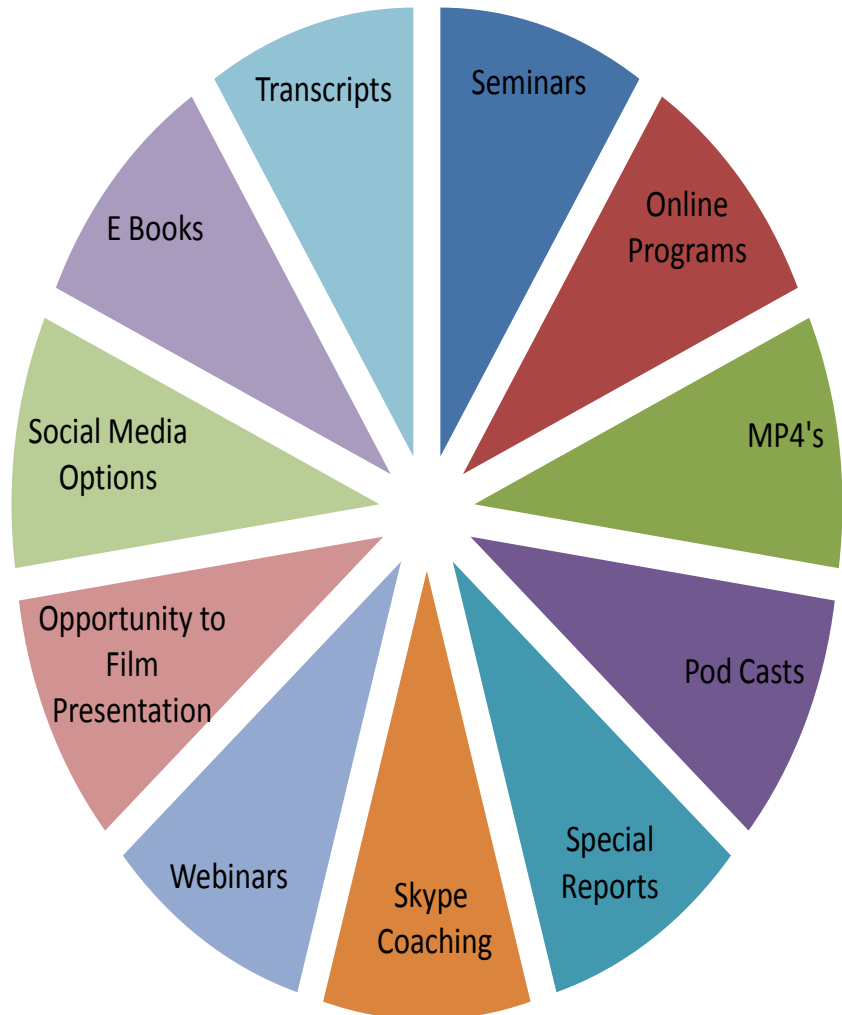 Seminars
Online
Programs
MP4's
Pod Casts
Special
Reports
Skype
Coaching
Webinars
Opportunity to
Film
Presentation
Social Media
Options
E Books
Transcripts